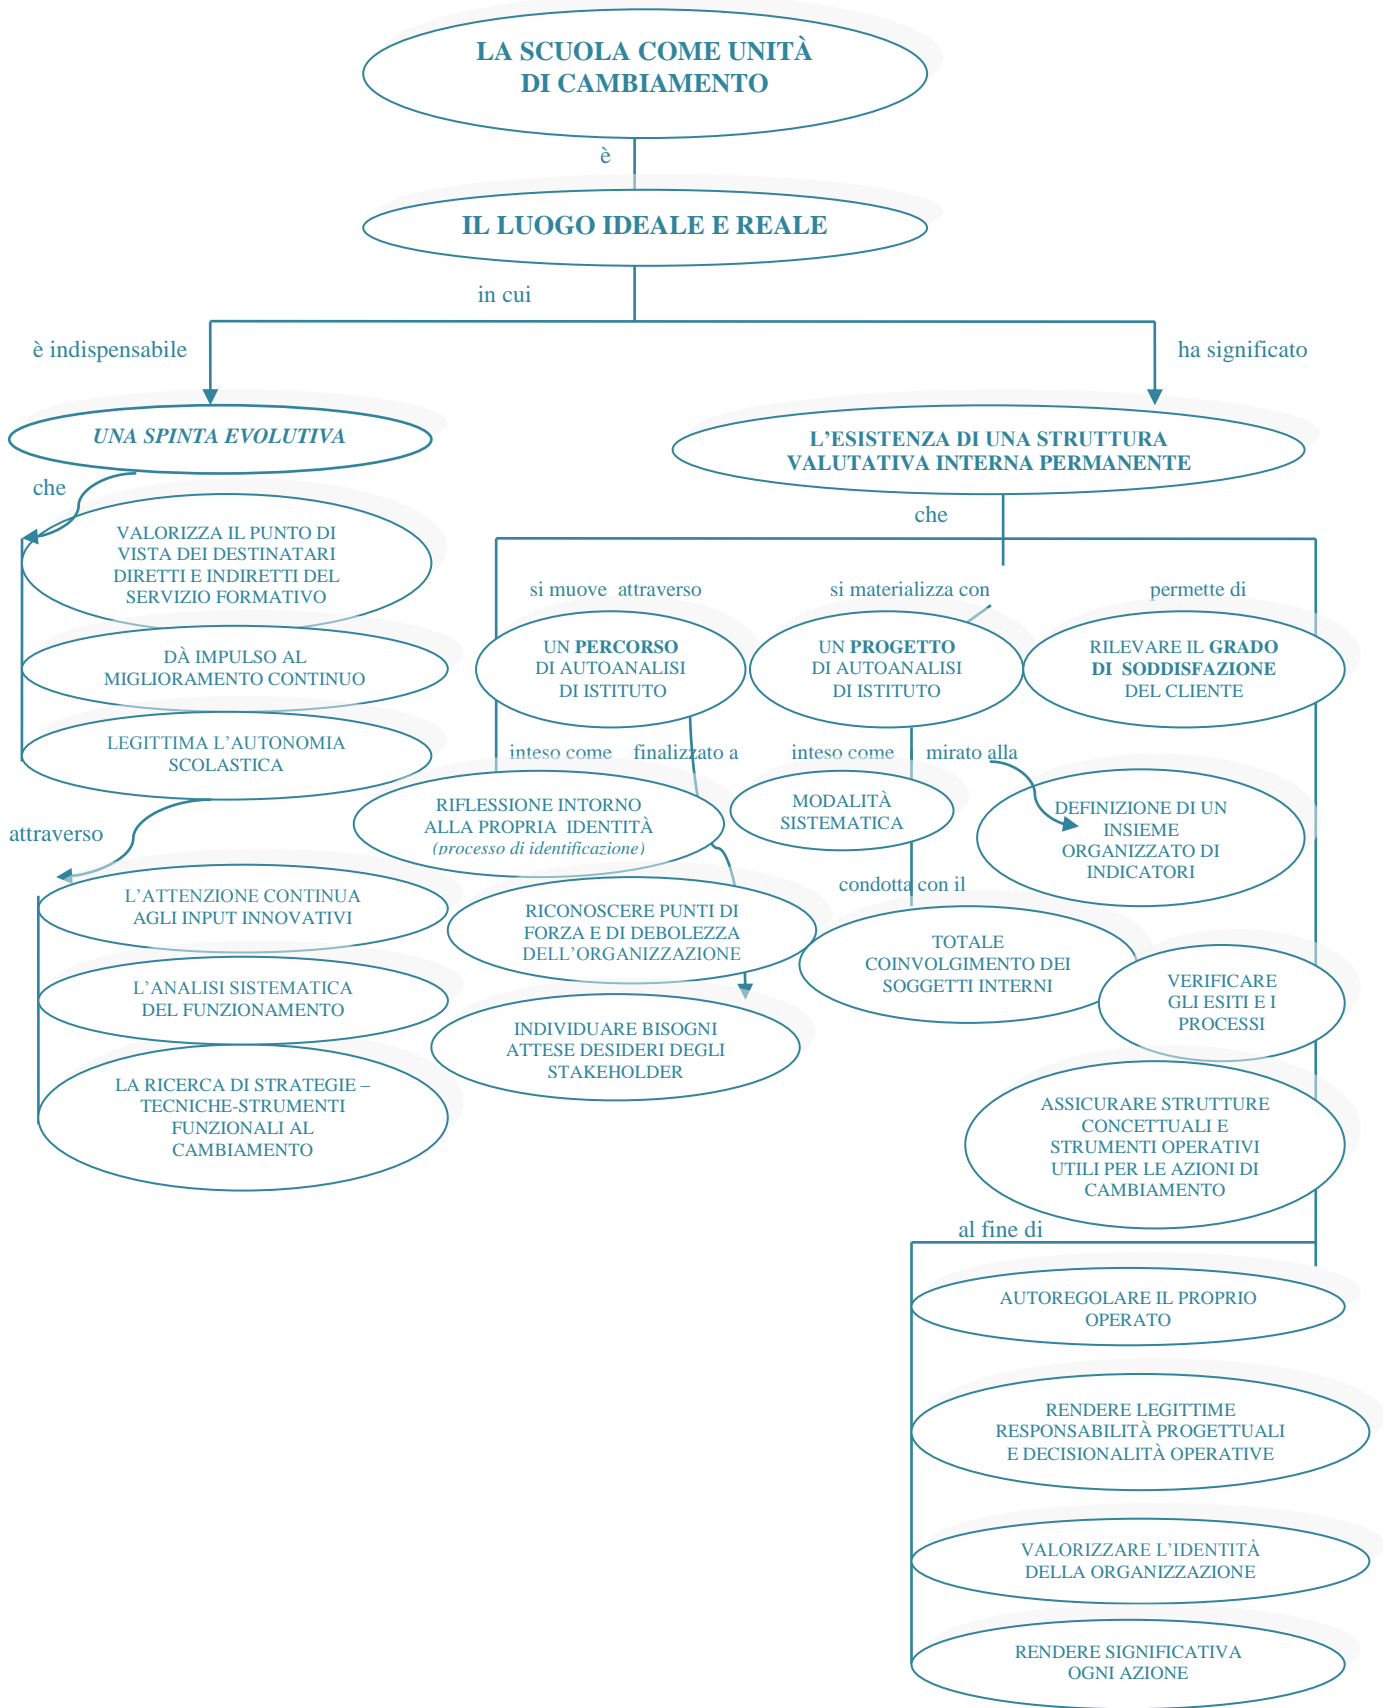 LA SCUOLA COME UNITÀ
DI CAMBIAMENTO
è
IL LUOGO IDEALE E REALE
in cui
è indispensabile
ha significato
UNA SPINTA EVOLUTIVA
L'ESISTENZA DI UNA STRUTTURA
VALUTATIVA INTERNA PERMANENTE
che
VALORIZZA IL PUNTO DI
VISTA DEI DESTINATARI
DIRETTI E INDIRETTI DEL
SERVIZIO FORMATIVO
DÀ IMPULSO AL
MIGLIORAMENTO CONTINUO
LEGITTIMA L'AUTONOMIA
SCOLASTICA
attraverso
L'ATTENZIONE CONTINUA
AGLI INPUT INNOVATIVI
L'ANALISI SISTEMATICA
DEL FUNZIONAMENTO
LA RICERCA DI STRATEGIE –
TECNICHE-STRUMENTI
FUNZIONALI AL
CAMBIAMENTO
che
si muove attraverso
UN PERCORSO
DI AUTOANALISI
DI ISTITUTO
inteso come
finalizzato a
RIFLESSIONE INTORNO
ALLA PROPRIA IDENTITÀ
(processo di identificazione)
RICONOSCERE PUNTI DI
FORZA E DI DEBOLEZZA
DELL'ORGANIZZAZIONE
INDIVIDUARE BISOGNI
ATTESE DESIDERI DEGLI
STAKEHOLDER
si materializza con
UN PROGETTO
DI AUTOANALISI
DI ISTITUTO
inteso come
mirato alla
MODALITÀ
SISTEMATICA
DEFINIZIONE DI UN
INSIEME
ORGANIZZATO DI
INDICATORI
condotta con il
TOTALE
COINVOLGIMENTO DEI
SOGGETTI INTERNI
permette di
RILEVARE IL GRADO
DI SODDISFAZIONE
DEL CLIENTE
VERIFICARE
GLI ESITI E I
PROCESSI
ASSICURARE STRUTTURE
CONCETTUALI E
STRUMENTI OPERATIVI
UTILI PER LE AZIONI DI
CAMBIAMENTO
al fine di
AUTOREGOLARE IL PROPRIO
OPERATO
RENDERE LEGITTIME
RESPONSABILITÀ PROGETTUALI
E DECISIONALITÀ OPERATIVE
VALORIZZARE L'IDENTITÀ
DELLA ORGANIZZAZIONE
RENDERE SIGNIFICATIVA
OGNI AZIONE